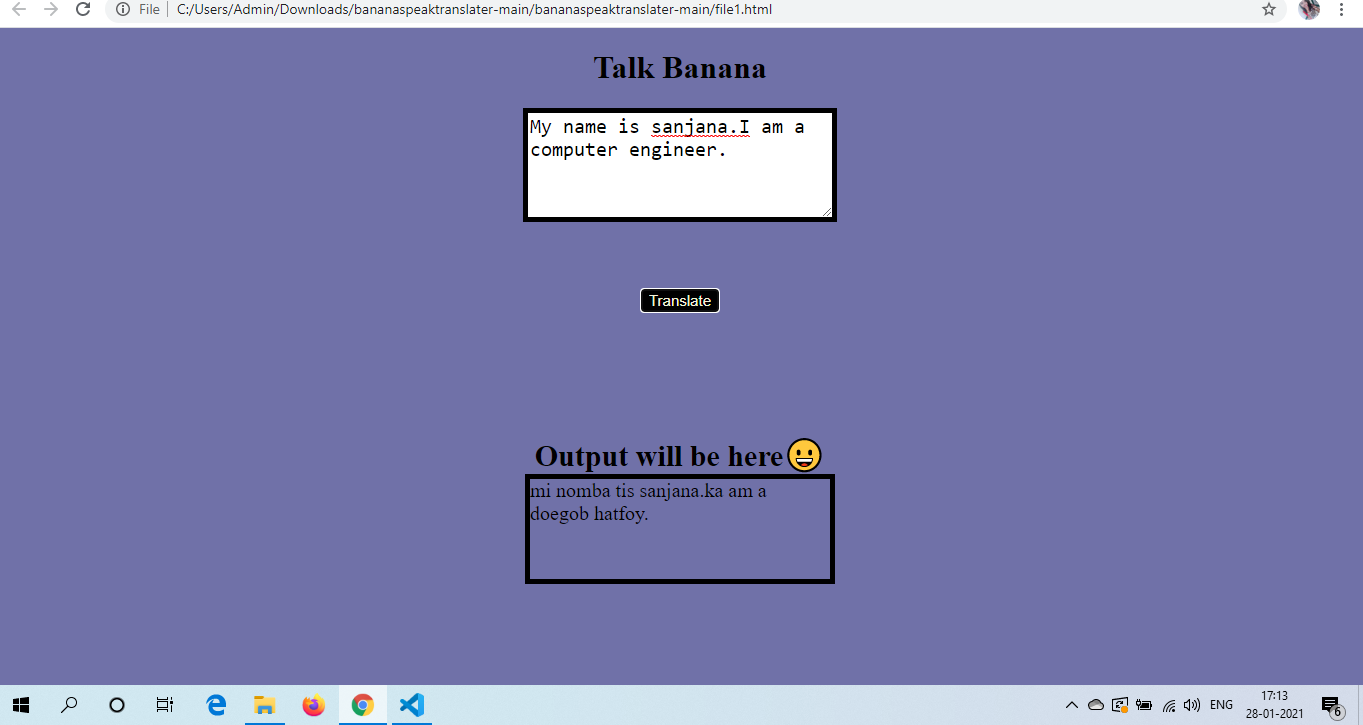 File C:/Users/Admin/Downloads/bananaspeaktranslater-main/bananaspeaktranslater-main/file1.html
Talk Banana
My name is sanjana.I am a
computer engineer.
Translate
Output will be here😀
mi nomba tis sanjana.ka am a
doegob hatfoy.
ENG
17:13
28-01-2021
6